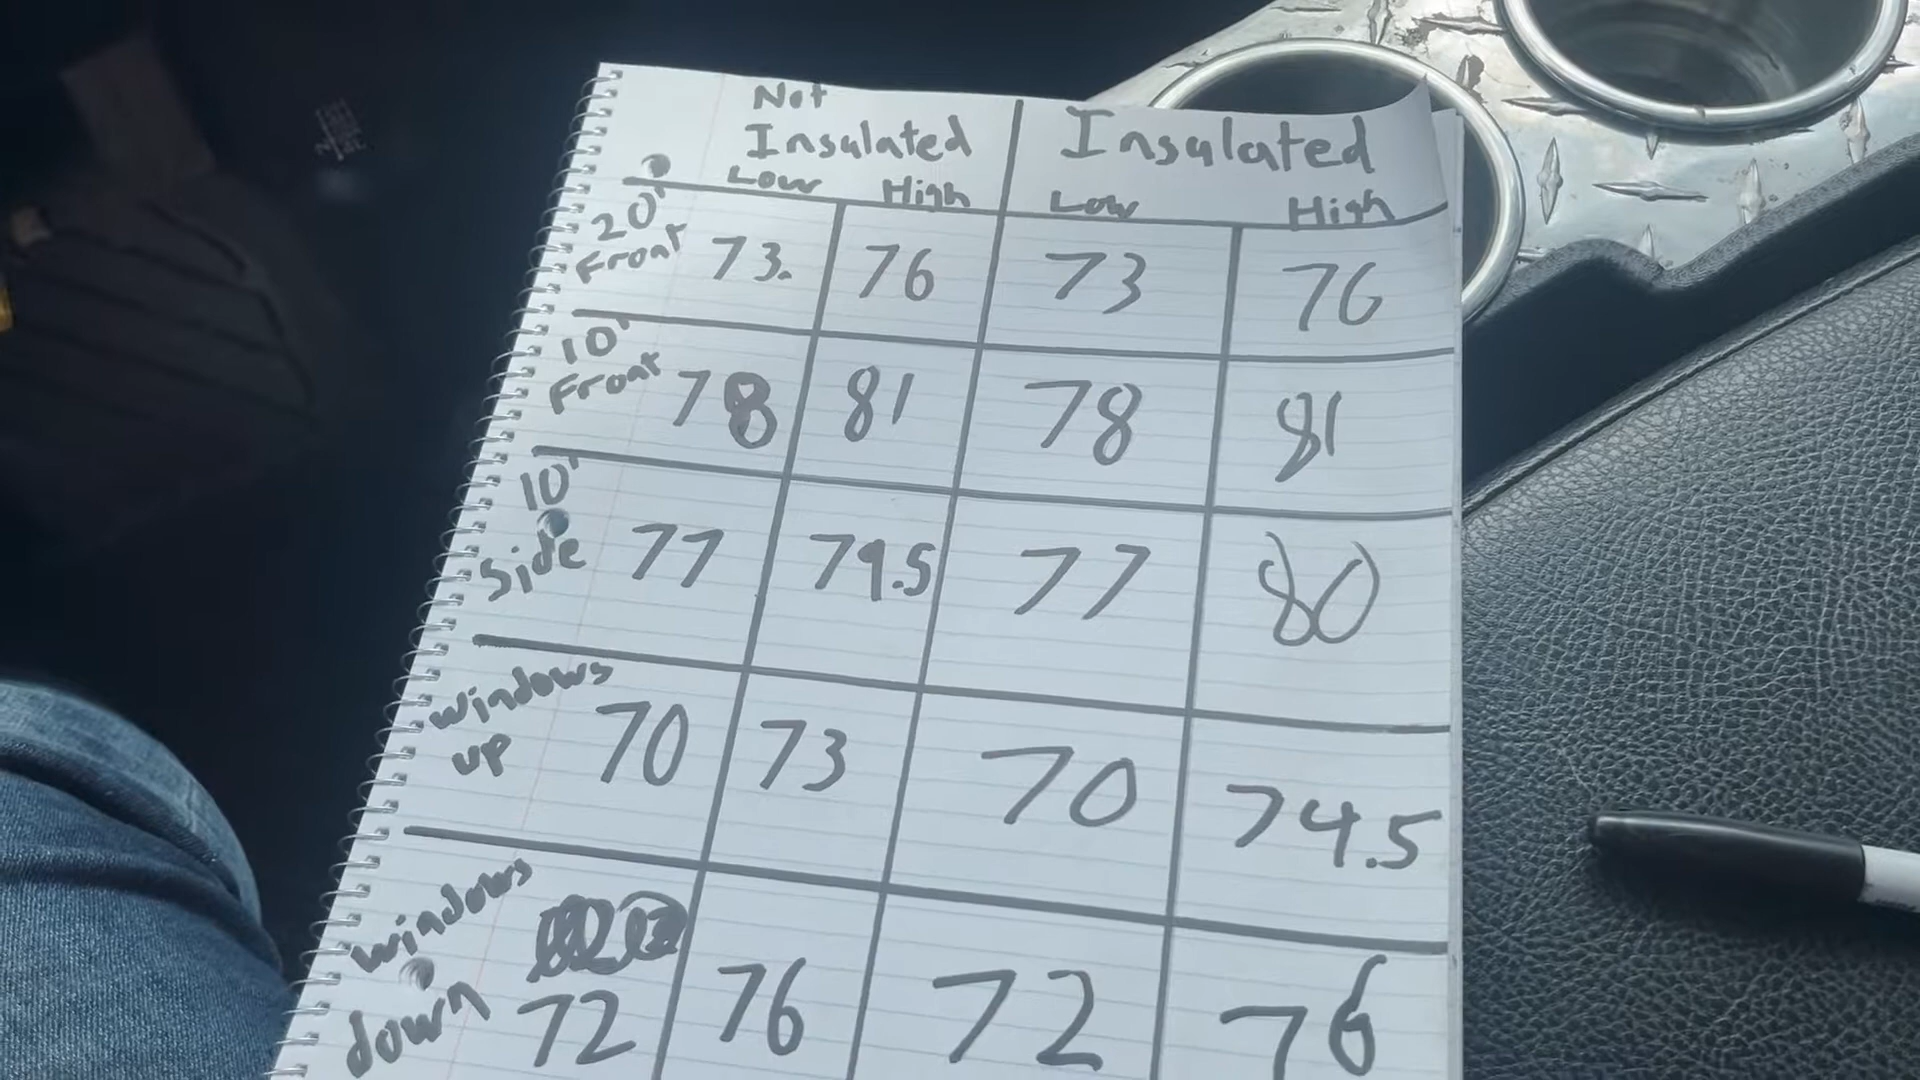 Not
Insulated Insulated
Low High Low High
20'
Front 73. 76 73 76
10'
Front 78 81 78 81
10'
Side 77 79.5 77 80
Windows
up 70 73 70 74.5
Windows
down 72 76 72 76